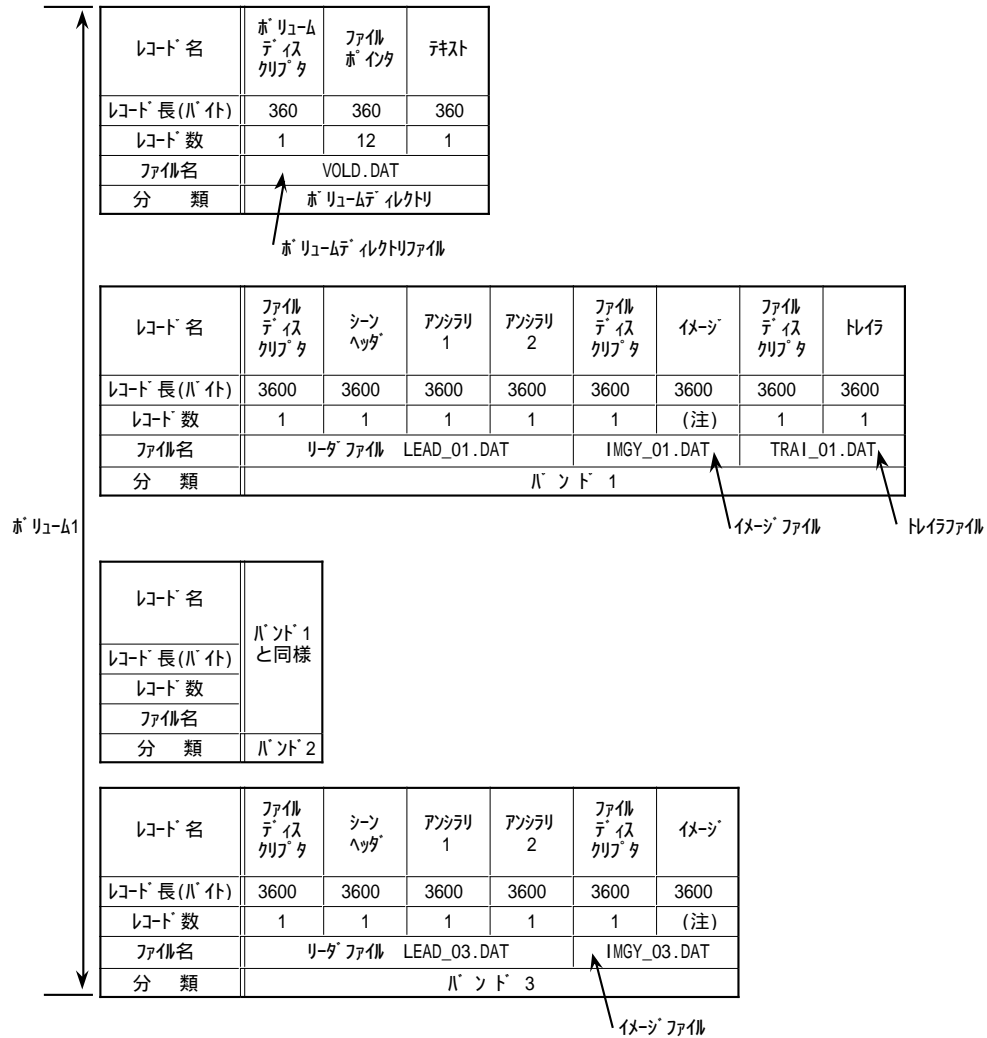 レコード名 ボリュームディスクリプタ ファイルポインタ テキスト
レコード長(バイト) 360 360 360
レコード数 1 12 1
ファイル名 VOLD.DAT
分　類 ボリュームディレクトリ
ボリュームディレクトリファイル
レコード名 ファイルディスクリプタ シーンヘッダ アンシラリ1 アンシラリ2 ファイルディスクリプタ イメージ ファイルディスクリプタ トレイラ
レコード長(バイト) 3600 3600 3600 3600 3600 3600 3600 3600
レコード数 1 1 1 1 1 (注) 1 1
ファイル名 リーダファイル LEAD_01.DAT IMGY_01.DAT TRAI_01.DAT
分　類 バンド 1
イメージファイル トレイラファイル
ボリューム1
レコード名 バンド1と同様
レコード長(バイト)
レコード数
ファイル名
分　類 バンド2
レコード名 ファイルディスクリプタ シーンヘッダ アンシラリ1 アンシラリ2 ファイルディスクリプタ イメージ
レコード長(バイト) 3600 3600 3600 3600 3600 3600
レコード数 1 1 1 1 1 (注)
ファイル名 リーダファイル LEAD_03.DAT IMGY_03.DAT
分　類 バンド 3
イメージファイル